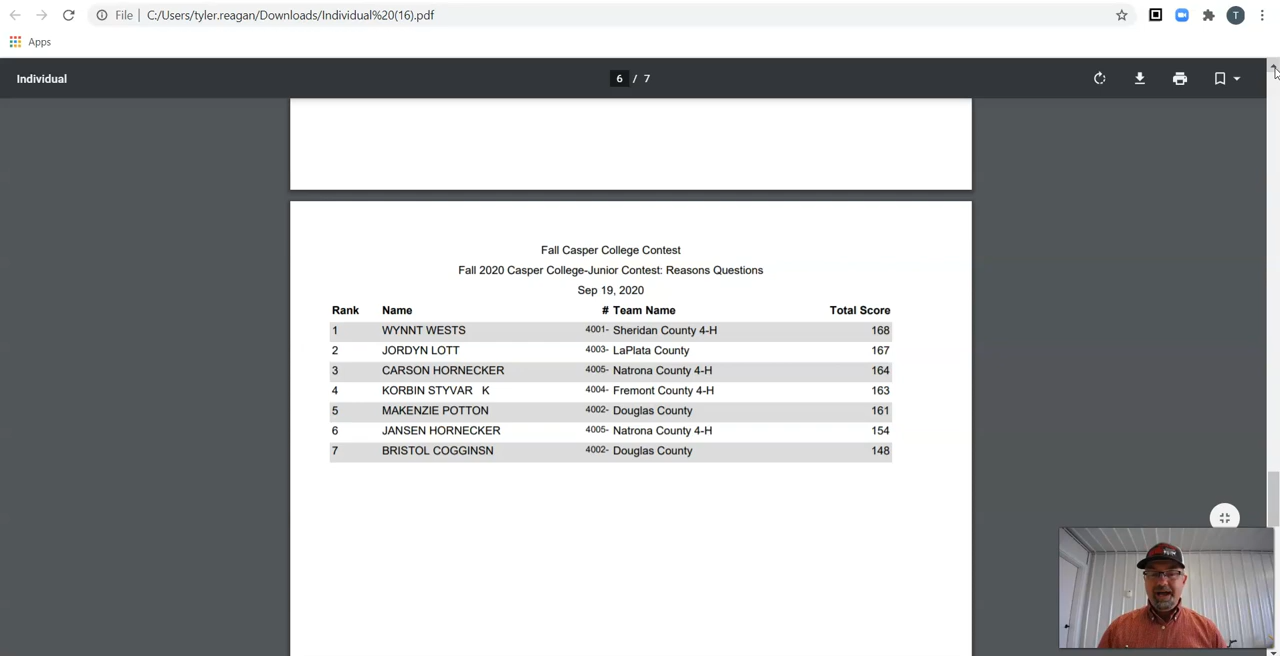 File C:/Users/tyler.reagan/Downloads/Individual%20(16).pdf T
Apps
Individual 6 / 7
Fall Casper College Contest
Fall 2020 Casper College-Junior Contest: Reasons Questions
Sep 19, 2020
Rank Name # Team Name Total Score
1 WYNNT WESTS 4001- Sheridan County 4-H 168
2 JORDYN LOTT 4003- LaPlata County 167
3 CARSON HORNECKER 4005- Natrona County 4-H 164
4 KORBIN STYVAR K 4004- Fremont County 4-H 163
5 MAKENZIE POTTON 4002- Douglas County 161
6 JANSEN HORNECKER 4005- Natrona County 4-H 154
7 BRISTOL COGGINSN 4002- Douglas County 148